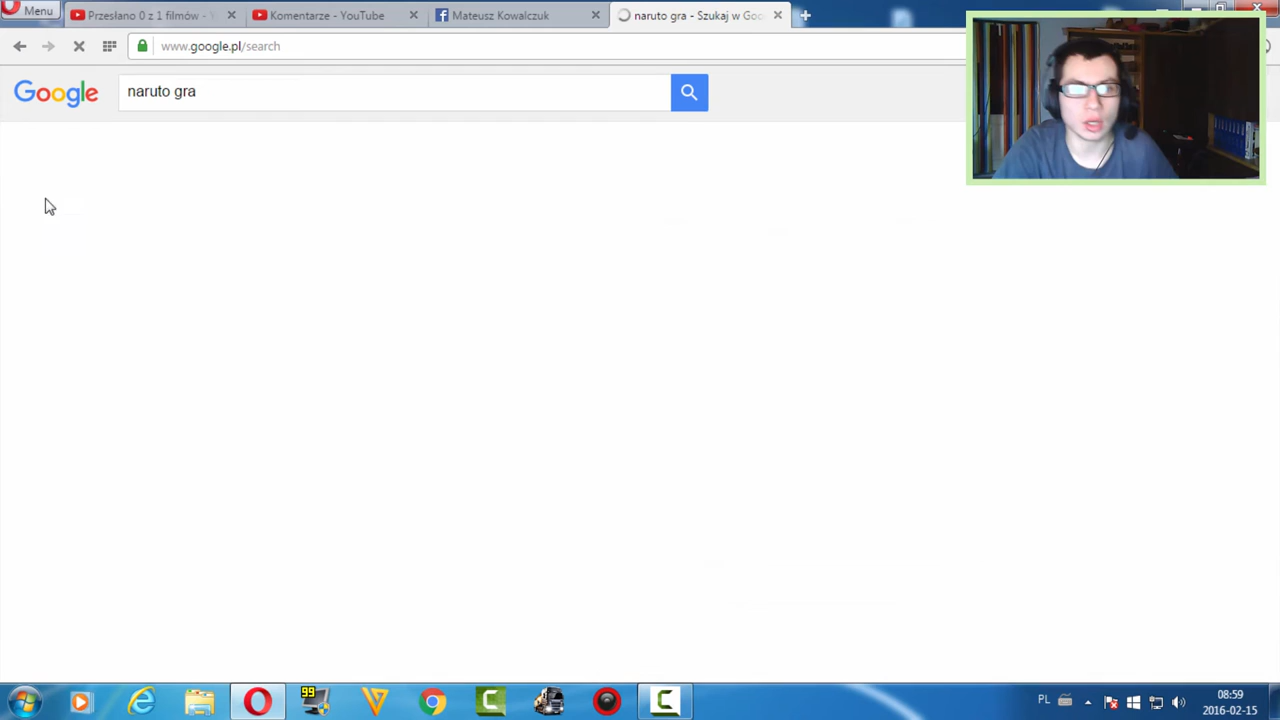 Menu
Przesłano 0 z 1 filmów -
Komentarze - YouTube
Mateusz Kowalczuk
naruto gra - Szukaj w Goo
www.google.pl/search
Google
naruto gra
99
PL
08:59
2016-02-15